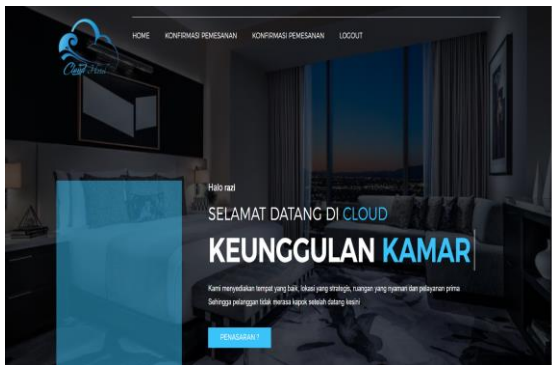 HOME KONFIRMASI PEMESANAN KONFIRMASI PEMESANAN LOGOUT
Cloud Hotel
Halo razi
SELAMAT DATANG DI CLOUD
KEUNGGULAN KAMAR
Kami menyediakan tempat yang baik, lokasi yang strategis, ruangan yang nyaman dan pelayanan prima
Sehingga pelanggan tidak merasa kapok setelah datang kesini
PENASARAN ?